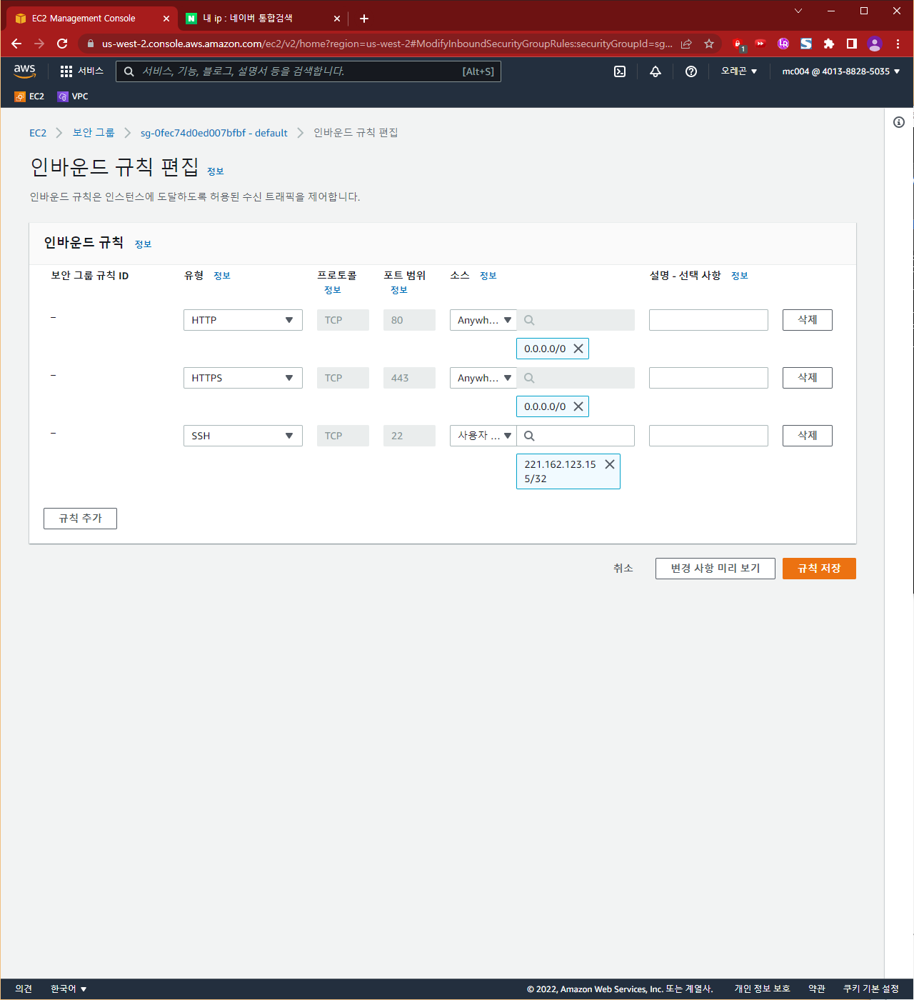 EC2 Management Console
내 ip : 네이버 통합검색
us-west-2.console.aws.amazon.com/ec2/v2/home?region=us-west-2#ModifyInboundSecurityGroupRules:securityGroupId=sg...
1
aws
서비스
서비스, 기능, 블로그, 설명서 등을 검색합니다.
[Alt+S]
오레곤
mc004 @ 4013-8828-5035
EC2
VPC
EC2
보안 그룹
sg-0fec74d0ed007bfbf - default
인바운드 규칙 편집
인바운드 규칙 편집 정보
인바운드 규칙은 인스턴스에 도달하도록 허용된 수신 트래픽을 제어합니다.
인바운드 규칙 정보
보안 그룹 규칙 ID 유형 정보 프로토콜 정보 포트 범위 정보 소스 정보 설명 - 선택 사항 정보
– HTTP TCP 80 Anywh... 삭제
0.0.0.0/0
– HTTPS TCP 443 Anywh... 삭제
0.0.0.0/0
– SSH TCP 22 사용자 ... 삭제
221.162.123.15
5/32
규칙 추가
취소 변경 사항 미리 보기 규칙 저장
의견 한국어 © 2022, Amazon Web Services, Inc. 또는 계열사. 개인 정보 보호 약관 쿠키 기본 설정